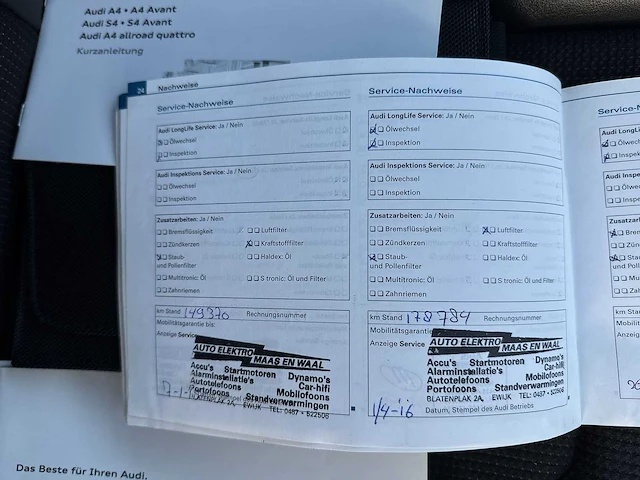 Audi A4 • A4 Avant
Audi S4 • S4 Avant
Audi A4 allroad quattro
Kurzanleitung
24 Nachweise
Service-Nachweise
Audi LongLife Service: Ja / Nein
Ölwechsel
Inspektion
Audi Inspektions Service: Ja / Nein
Ölwechsel
Inspektion
Zusatzarbeiten: Ja / Nein
Bremsflüssigkeit Luftfilter
Zündkerzen Kraftstofffilter
Staub- Haldex: Öl
und Pollenfilter
Multitronic: Öl S tronic: Öl und Filter
Zahnriemen
km Stand 149370 Rechnungsnummer
Mobilitätsgarantie bis:
Anzeige Service
AUTO ELEKTRO
MAAS EN WAAL
Accu's Startmotoren Dynamo's
Alarminstellatie's Car-hifi
Autotelefoons Mobilofoons
Portofoons Standverwarmingen
BLATENPLAK 2A, EWIJK TEL: 0487 - 522506
Service-Nachweise
Audi LongLife Service: Ja / Nein
Ölwechsel
Inspektion
Audi Inspektions Service: Ja / Nein
Ölwechsel
Inspektion
Zusatzarbeiten: Ja / Nein
Bremsflüssigkeit Luftfilter
Zündkerzen Kraftstofffilter
Staub- Haldex: Öl
und Pollenfilter
Multitronic: Öl S tronic: Öl und Filter
Zahnriemen
km Stand 178784 Rechnungsnummer
Mobilitätsgarantie
Anzeige Service
AUTO ELEKTRO
MAAS EN WAAL
Accu's Startmotoren Dynamo's
Alarminstellatie's Car-hifi
Autotelefoons Mobilofoons
Portofoons Standverwarmingen
BLATENPLAK 2A, EWIJK TEL: 0487 - 522506
1/4-16 Datum, Stempel des Audi Betriebs
Das Beste für Ihren Audi.